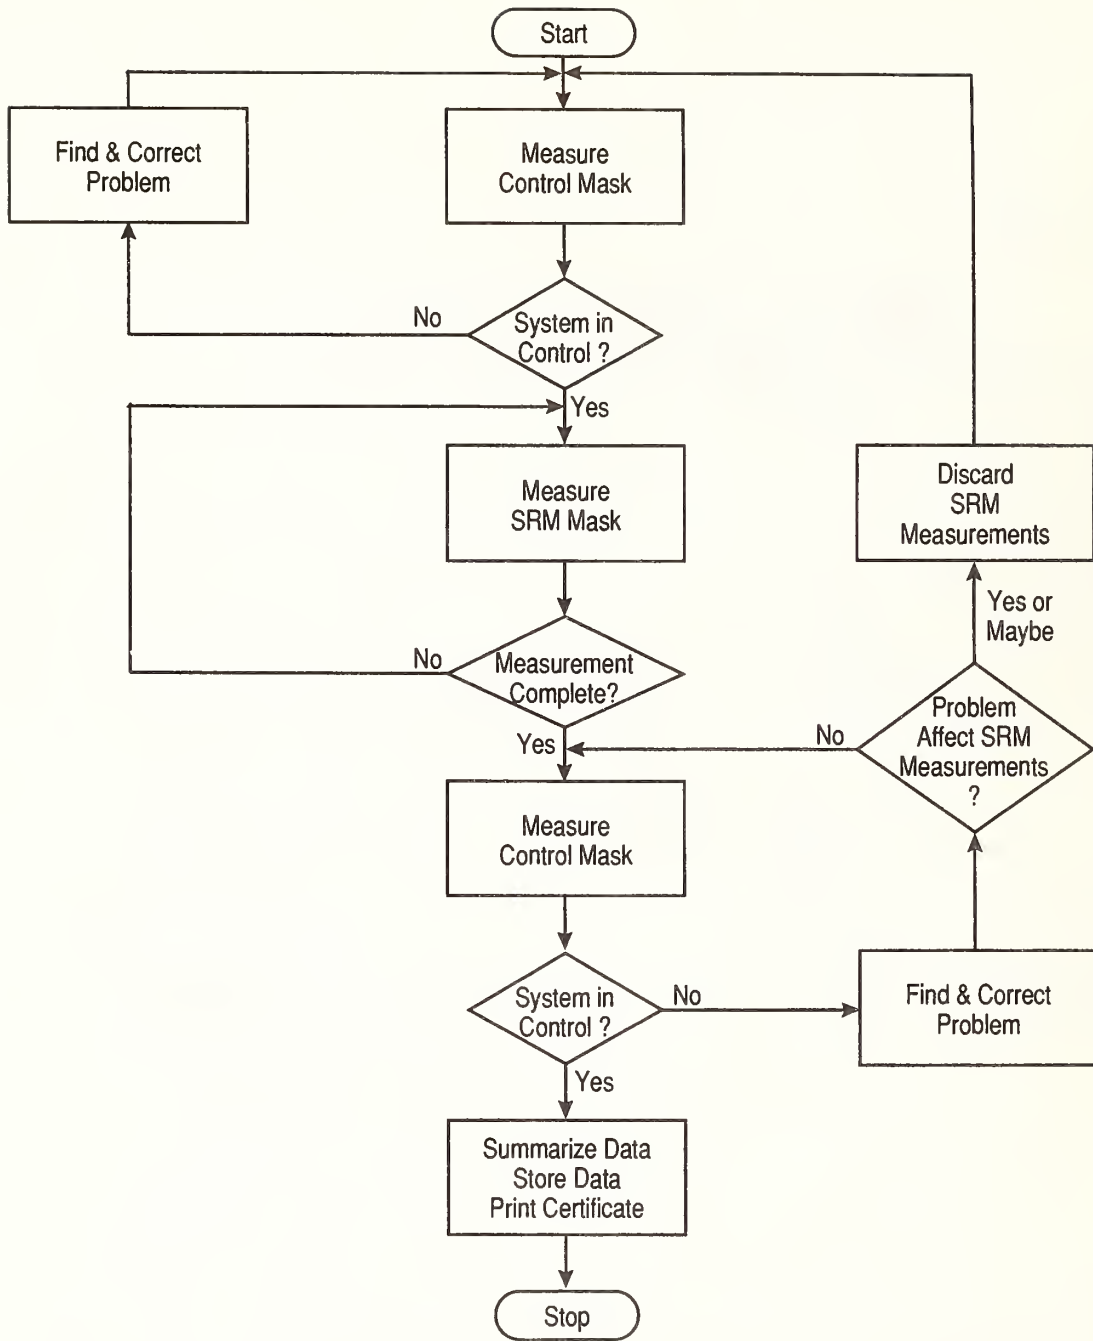 Start
Find & Correct
Problem
Measure
Control Mask
No
System in
Control ?
Yes
Measure
SRM Mask
Discard
SRM
Measurements
Yes or
Maybe
No
Measurement
Complete?
Problem
Affect SRM
Measurements
?
Yes
No
Measure
Control Mask
System in
Control ?
No
Find & Correct
Problem
Yes
Summarize Data
Store Data
Print Certificate
Stop